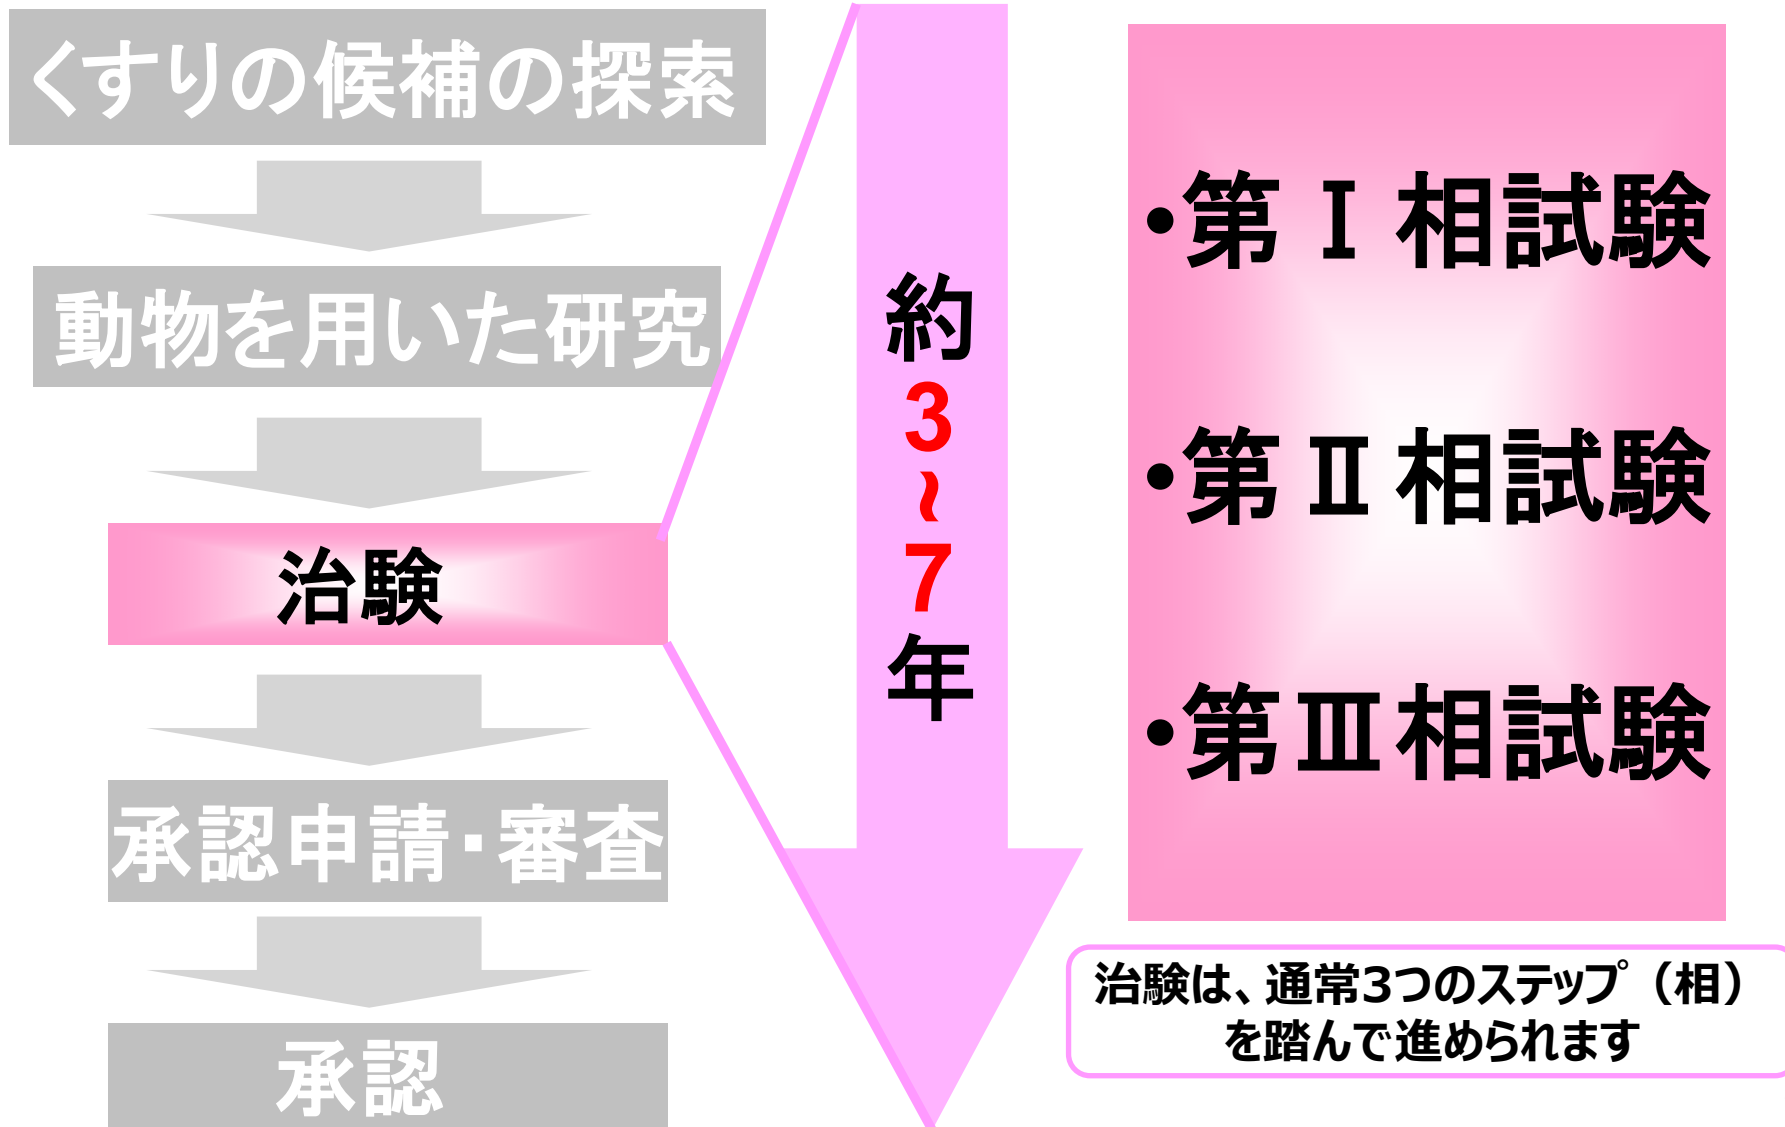 くすりの候補の探索
動物を用いた研究
治験
承認申請・審査
承認
約3~7年
・第Ⅰ相試験
・第Ⅱ相試験
・第Ⅲ相試験
治験は、通常3つのステップ（相）
を踏んで進められます